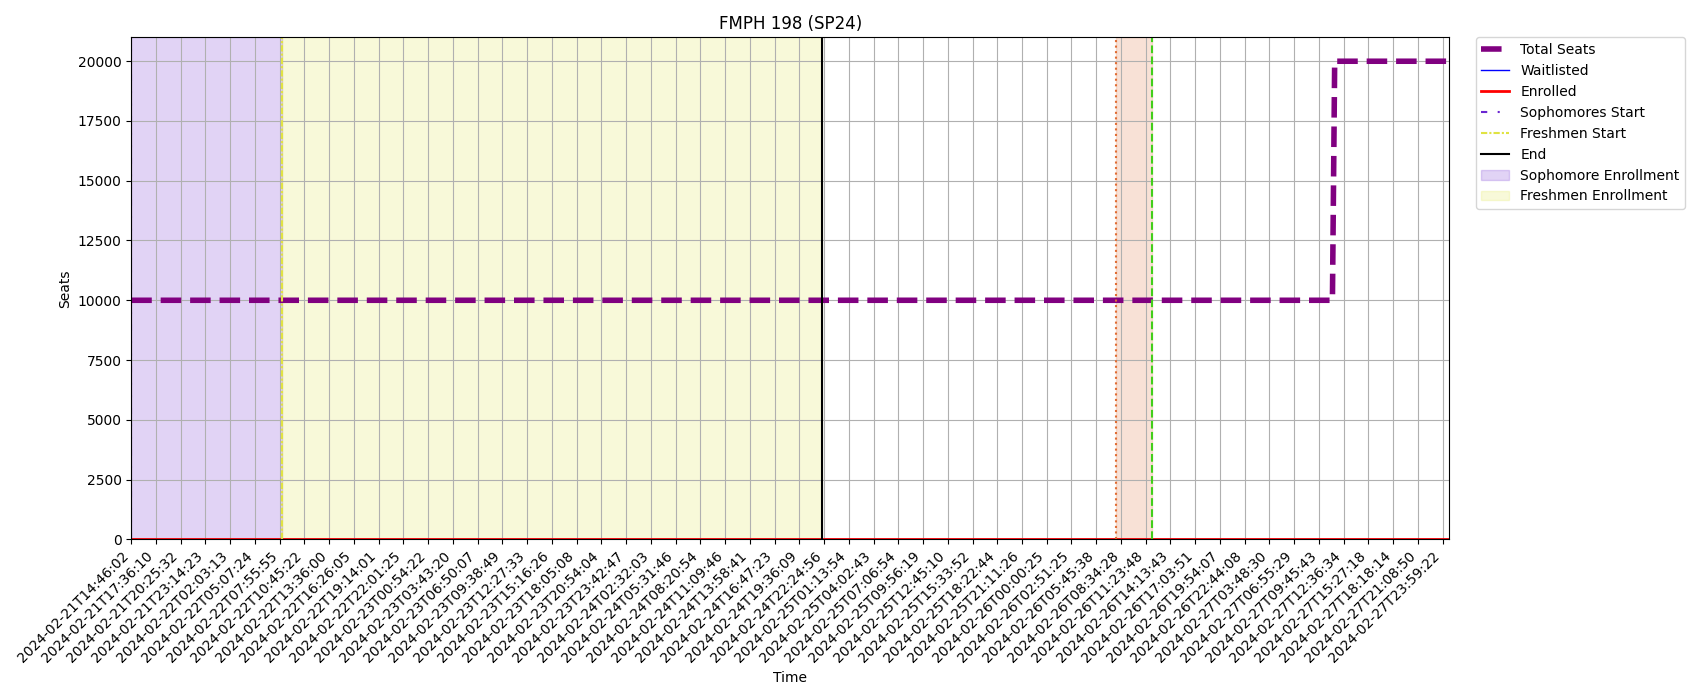 FMPH 198 (SP24)
Seats
20000
17500
15000
12500
10000
7500
5000
2500
0
2024-02-21T14:46:02
2024-02-21T17:36:10
2024-02-21T20:25:32
2024-02-21T23:14:23
2024-02-22T02:03:13
2024-02-22T05:07:24
2024-02-22T07:55:55
2024-02-22T10:45:22
2024-02-22T13:36:00
2024-02-22T16:26:05
2024-02-22T19:14:01
2024-02-22T22:01:25
2024-02-23T00:54:22
2024-02-23T03:43:20
2024-02-23T06:50:07
2024-02-23T09:38:49
2024-02-23T12:27:33
2024-02-23T15:16:26
2024-02-23T18:05:08
2024-02-23T20:54:04
2024-02-23T23:42:47
2024-02-24T02:32:03
2024-02-24T05:31:46
2024-02-24T08:20:54
2024-02-24T11:09:46
2024-02-24T13:58:41
2024-02-24T16:47:23
2024-02-24T19:36:09
2024-02-24T22:24:56
2024-02-25T01:13:54
2024-02-25T04:02:43
2024-02-25T07:06:54
2024-02-25T09:56:19
2024-02-25T12:45:10
2024-02-25T15:33:52
2024-02-25T18:22:44
2024-02-25T21:11:26
2024-02-26T00:00:25
2024-02-26T02:51:25
2024-02-26T05:45:38
2024-02-26T08:34:28
2024-02-26T11:23:48
2024-02-26T14:13:43
2024-02-26T17:03:51
2024-02-26T19:54:07
2024-02-26T22:44:08
2024-02-27T03:48:30
2024-02-27T06:55:29
2024-02-27T09:45:43
2024-02-27T12:36:34
2024-02-27T15:27:18
2024-02-27T18:18:14
2024-02-27T21:08:50
2024-02-27T23:59:22
Time
Total Seats
Waitlisted
Enrolled
Sophomores Start
Freshmen Start
End
Sophomore Enrollment
Freshmen Enrollment